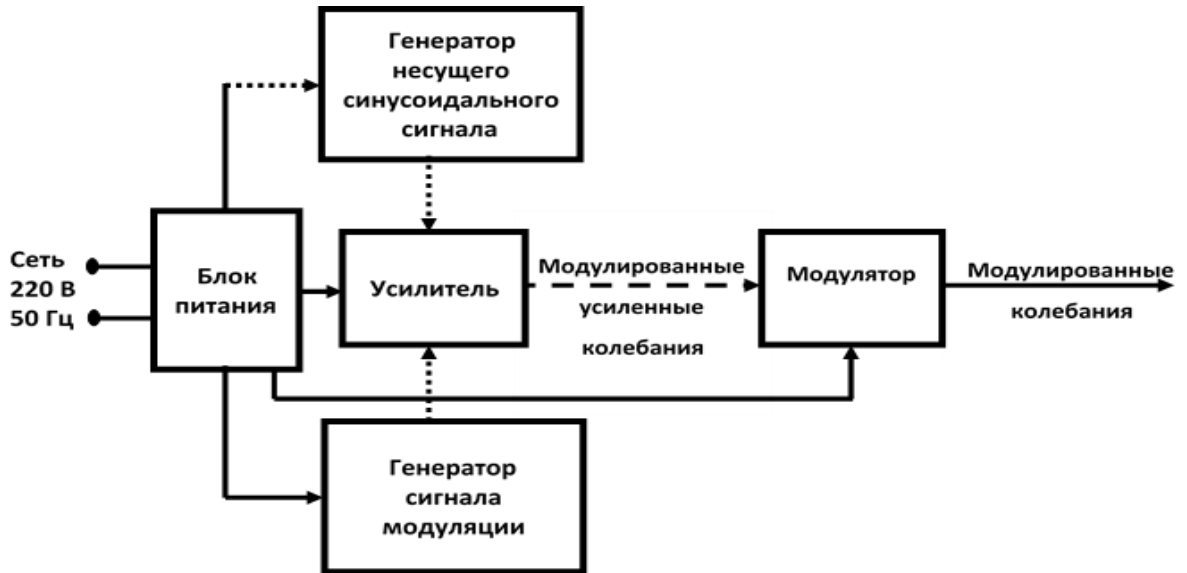 Генератор
несущего
синусоидального
сигнала
Сеть
220 В
50 Гц
Блок
питания
Усилитель
Модулированные
усиленные
колебания
Модулятор
Модулированные
колебания
Генератор
сигнала
модуляции